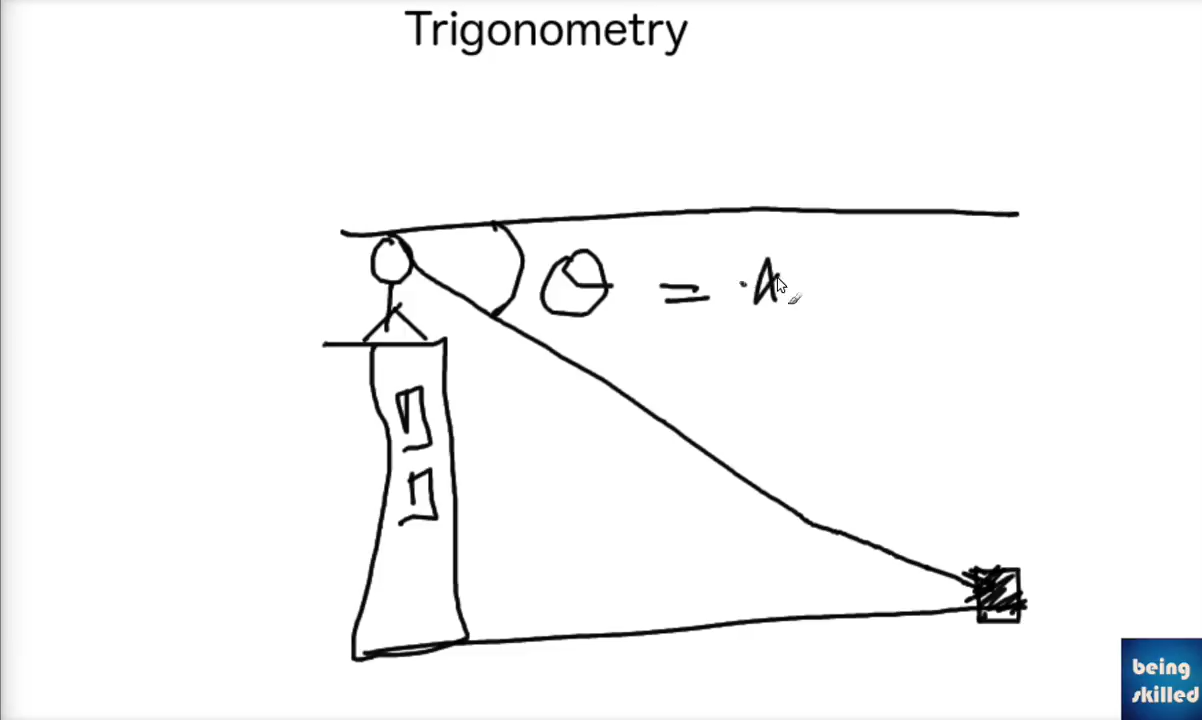 Trigonometry
θ = A
being
skilled